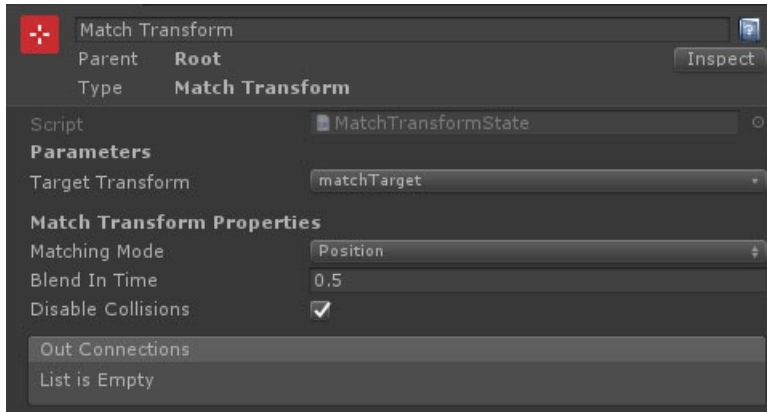 Match Transform
Parent Root
Inspect
Type Match Transform
Script MatchTransformState
Parameters
Target Transform matchTarget
Match Transform Properties
Matching Mode Position
Blend In Time 0.5
Disable Collisions
Out Connections
List is Empty